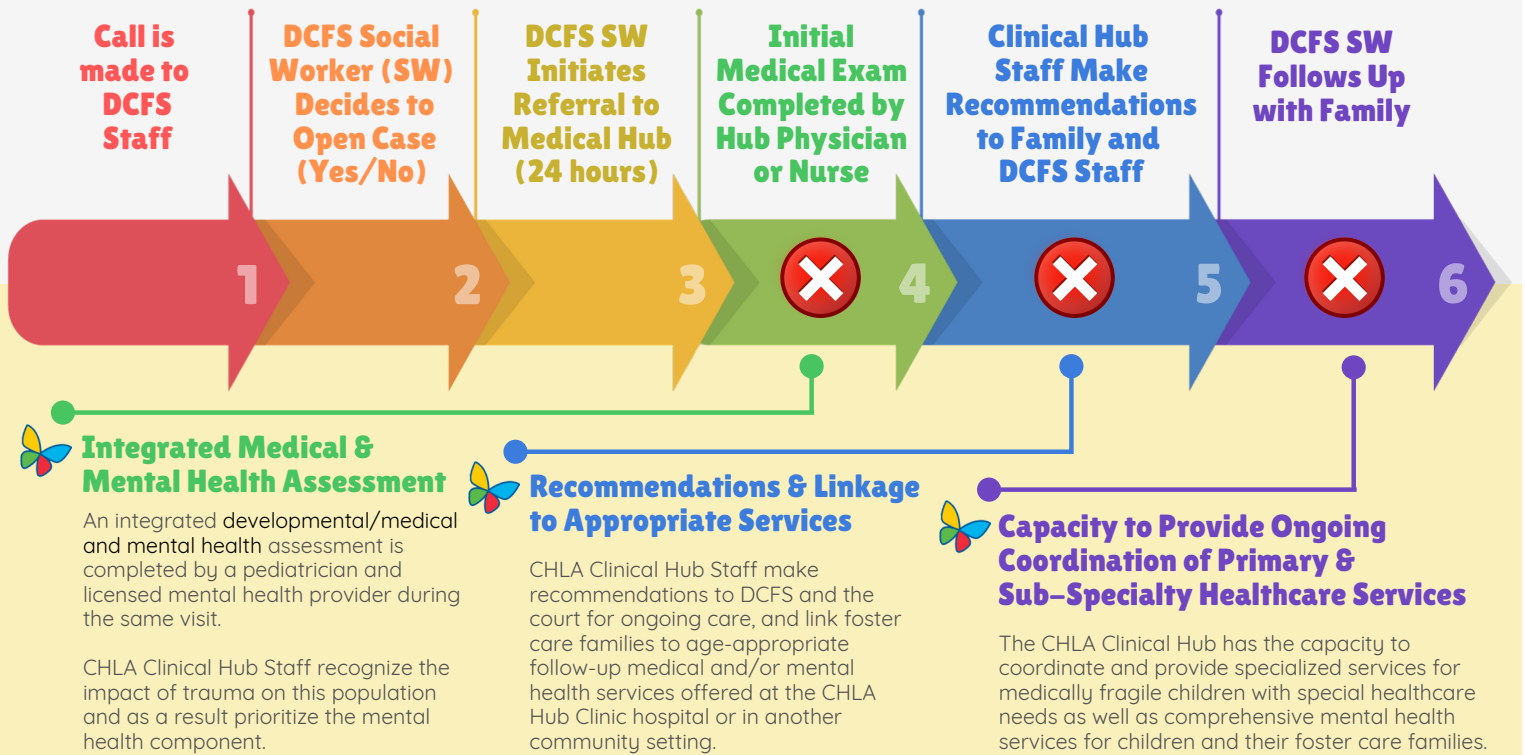 Call is
made to
DCFS
Staff
DCFS Social
Worker (SW)
Decides to
Open Case
(Yes/No)
DCFS SW
Initiates
Referral to
Medical Hub
(24 hours)
Initial
Medical Exam
Completed by
Hub Physician
or Nurse
Clinical Hub
Staff Make
Recommendations
to Family and
DCFS Staff
DCFS SW
Follows Up
with Family
1
2
3
4
5
6
Integrated Medical &
Mental Health Assessment
An integrated developmental/medical
and mental health assessment is
completed by a pediatrician and
licensed mental health provider during
the same visit.
CHLA Clinical Hub Staff recognize the
impact of trauma on this population
and as a result prioritize the mental
health component.
Recommendations & Linkage
to Appropriate Services
CHLA Clinical Hub Staff make
recommendations to DCFS and the
court for ongoing care, and link foster
care families to age-appropriate
follow-up medical and/or mental
health services offered at the CHLA
Hub Clinic hospital or in another
community setting.
Capacity to Provide Ongoing
Coordination of Primary &
Sub-Specialty Healthcare Services
The CHLA Clinical Hub has the capacity to
coordinate and provide specialized services for
medically fragile children with special healthcare
needs as well as comprehensive mental health
services for children and their foster care families.